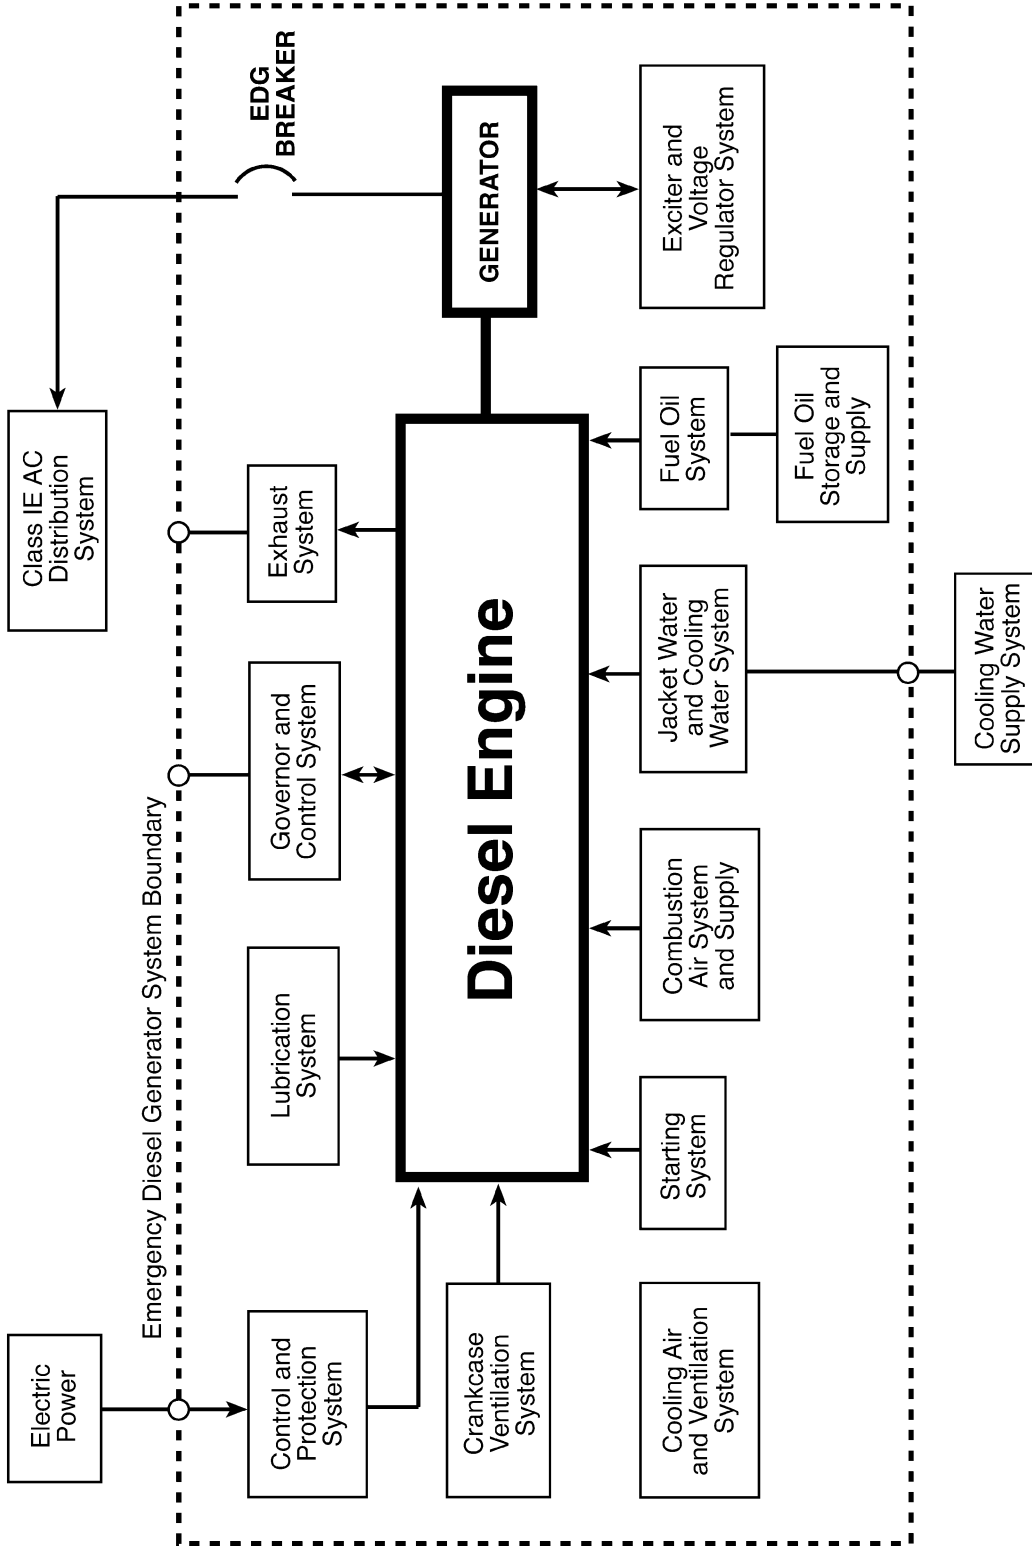 Electric
Power
Class IE AC
Distribution
System
Emergency Diesel Generator System Boundary
Control and
Protection
System
Lubrication
System
Governor and
Control System
Exhaust
System
EDG
BREAKER
Crankcase
Ventilation
System
Diesel Engine
GENERATOR
Cooling Air
and Ventilation
System
Starting
System
Combustion
Air System
and Supply
Jacket Water
and Cooling
Water System
Fuel Oil
System
Exciter and
Voltage
Regulator System
Fuel Oil
Storage and
Supply
Cooling Water
Supply System